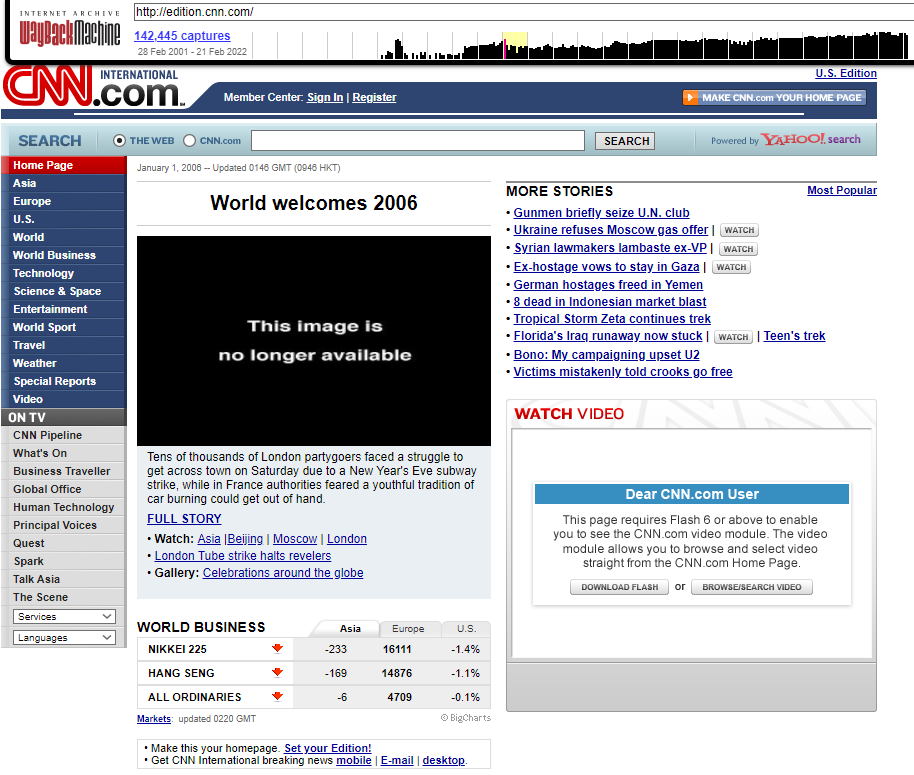 INTERNET ARCHIVE
WayBackMachine
http://edition.cnn.com/
142,445 captures
28 Feb 2001 - 21 Feb 2022
CNN.com INTERNATIONAL
U.S. Edition
Member Center: Sign In | Register
MAKE CNN.com YOUR HOME PAGE
SEARCH
THE WEB
CNN.com
SEARCH
Powered by YAHOO! search
Home Page
Asia
Europe
U.S.
World
World Business
Technology
Science & Space
Entertainment
World Sport
Travel
Weather
Special Reports
Video
ON TV
CNN Pipeline
What's On
Business Traveller
Global Office
Human Technology
Principal Voices
Quest
Spark
Talk Asia
The Scene
Services
Languages
January 1, 2006 -- Updated 0146 GMT (0946 HKT)
World welcomes 2006
This image is
no longer available
Tens of thousands of London partygoers faced a struggle to
get across town on Saturday due to a New Year's Eve subway
strike, while in France authorities feared a youthful tradition of
car burning could get out of hand.
FULL STORY
• Watch: Asia |Beijing | Moscow | London
• London Tube strike halts revelers
• Gallery: Celebrations around the globe
WORLD BUSINESS
Asia
Europe
U.S.
NIKKEI 225 -233 16111 -1.4%
HANG SENG -169 14876 -1.1%
ALL ORDINARIES -6 4709 -0.1%
Markets: updated 0220 GMT
© BigCharts
• Make this your homepage. Set your Edition!
• Get CNN International breaking news mobile | E-mail | desktop.
MORE STORIES
Most Popular
• Gunmen briefly seize U.N. club
• Ukraine refuses Moscow gas offer | WATCH
• Syrian lawmakers lambaste ex-VP | WATCH
• Ex-hostage vows to stay in Gaza | WATCH
• German hostages freed in Yemen
• 8 dead in Indonesian market blast
• Tropical Storm Zeta continues trek
• Florida's Iraq runaway now stuck | WATCH | Teen's trek
• Bono: My campaigning upset U2
• Victims mistakenly told crooks go free
WATCH VIDEO
Dear CNN.com User
This page requires Flash 6 or above to enable
you to see the CNN.com video module. The video
module allows you to browse and select video
straight from the CNN.com Home Page.
DOWNLOAD FLASH or BROWSE/SEARCH VIDEO